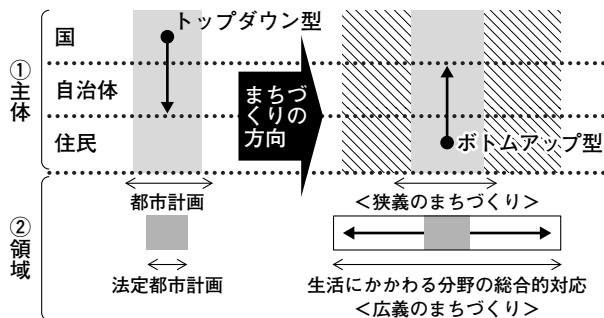 ①主体
国
自治体
住民
トップダウン型
まちづ
くりの
方向
ボトムアップ型
②領域
都市計画
＜狭義のまちづくり＞
法定都市計画
生活にかかわる分野の総合的対応
＜広義のまちづくり＞